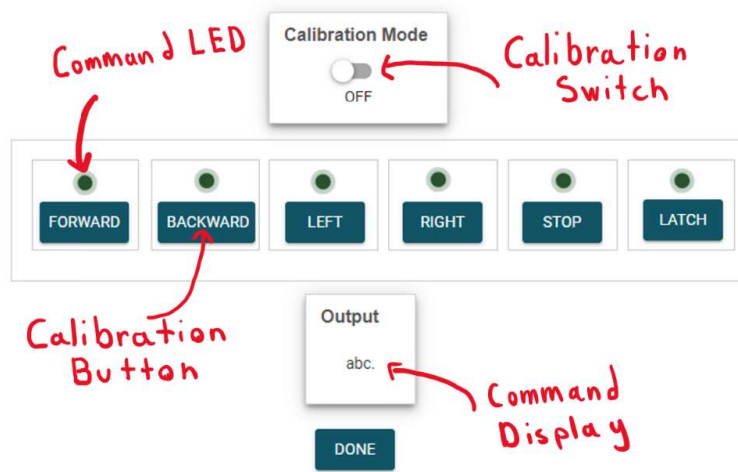 Calibration Mode
OFF
Command LED
Calibration
Switch
FORWARD
BACKWARD
LEFT
RIGHT
STOP
LATCH
Calibration
Button
Output
abc.
Command
Display
DONE